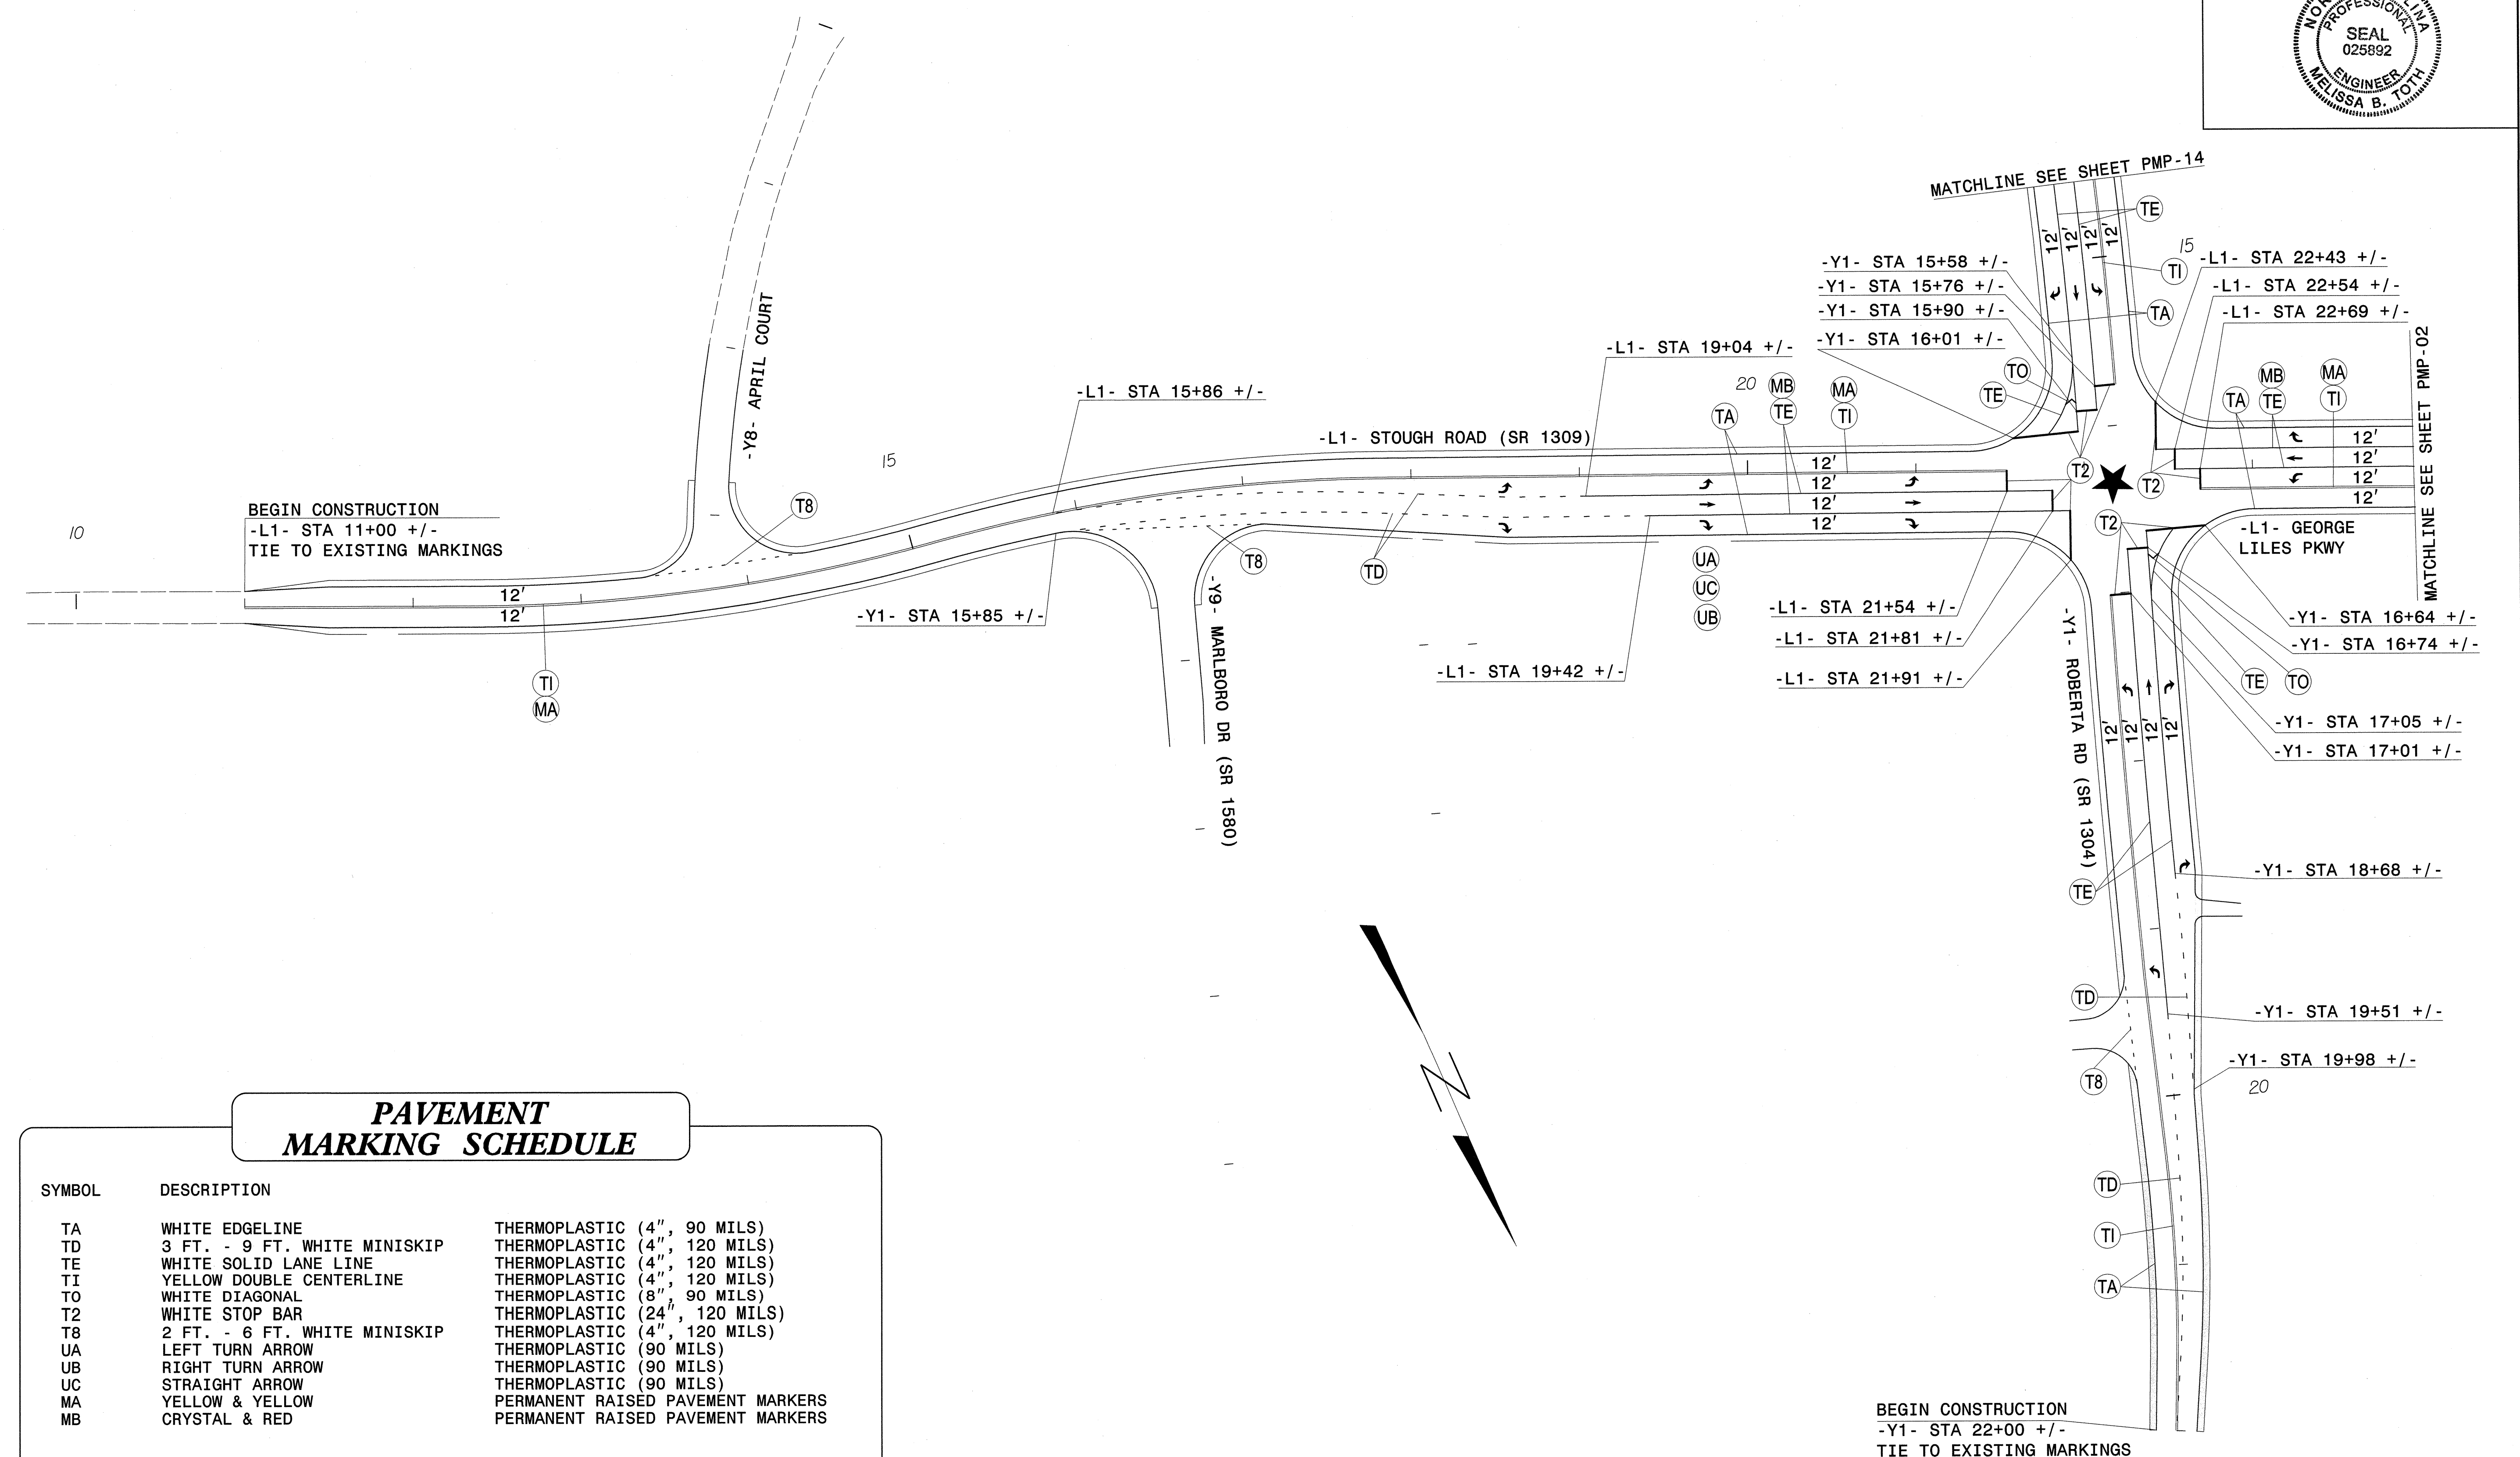 PROFESSIONAL
SEAL
025892
ENGINEER
MELISSA B. TOTH
MATCHLINE SEE SHEET PMP-14
TE
12' 12' 12' 12'
15
TI
TA
-Y1- STA 15+58 +/-
-Y1- STA 15+76 +/-
-Y1- STA 15+90 +/-
-Y1- STA 16+01 +/-
-L1- STA 22+43 +/-
-L1- STA 22+54 +/-
-L1- STA 22+69 +/-
TO
TE
-L1- STA 19+04 +/-
20
MB
TE
MA
TI
TA
MB
TE
MA
TI
TA
MATCHLINE SEE SHEET PMP-02
-L1- STA 15+86 +/-
-L1- STOUGH ROAD (SR 1309)
-Y8- APRIL COURT
15
12'
12'
12'
12'
12'
12'
12'
12'
T2
T2
T2
-L1- GEORGE
LILES PKWY
10
BEGIN CONSTRUCTION
-L1- STA 11+00 +/-
TIE TO EXISTING MARKINGS
T8
T8
TD
UA
UC
UB
12'
12'
-Y1- STA 15+85 +/-
TI
MA
-Y9- MARLBORO DR (SR 1580)
-L1- STA 19+42 +/-
-L1- STA 21+54 +/-
-L1- STA 21+81 +/-
-L1- STA 21+91 +/-
-Y1- ROBERTA RD (SR 1304)
12' 12' 12' 12'
-Y1- STA 16+64 +/-
-Y1- STA 16+74 +/-
TE
TO
-Y1- STA 17+05 +/-
-Y1- STA 17+01 +/-
-Y1- STA 18+68 +/-
TE
TD
-Y1- STA 19+51 +/-
-Y1- STA 19+98 +/-
20
T8
TD
TI
TA
N
BEGIN CONSTRUCTION
-Y1- STA 22+00 +/-
TIE TO EXISTING MARKINGS
PAVEMENT
MARKING SCHEDULE
SYMBOL DESCRIPTION
TA WHITE EDGELINE THERMOPLASTIC (4", 90 MILS)
TD 3 FT. - 9 FT. WHITE MINISKIP THERMOPLASTIC (4", 120 MILS)
TE WHITE SOLID LANE LINE THERMOPLASTIC (4", 120 MILS)
TI YELLOW DOUBLE CENTERLINE THERMOPLASTIC (4", 120 MILS)
TO WHITE DIAGONAL THERMOPLASTIC (8", 90 MILS)
T2 WHITE STOP BAR THERMOPLASTIC (24", 120 MILS)
T8 2 FT. - 6 FT. WHITE MINISKIP THERMOPLASTIC (4", 120 MILS)
UA LEFT TURN ARROW THERMOPLASTIC (90 MILS)
UB RIGHT TURN ARROW THERMOPLASTIC (90 MILS)
UC STRAIGHT ARROW THERMOPLASTIC (90 MILS)
MA YELLOW & YELLOW PERMANENT RAISED PAVEMENT MARKERS
MB CRYSTAL & RED PERMANENT RAISED PAVEMENT MARKERS